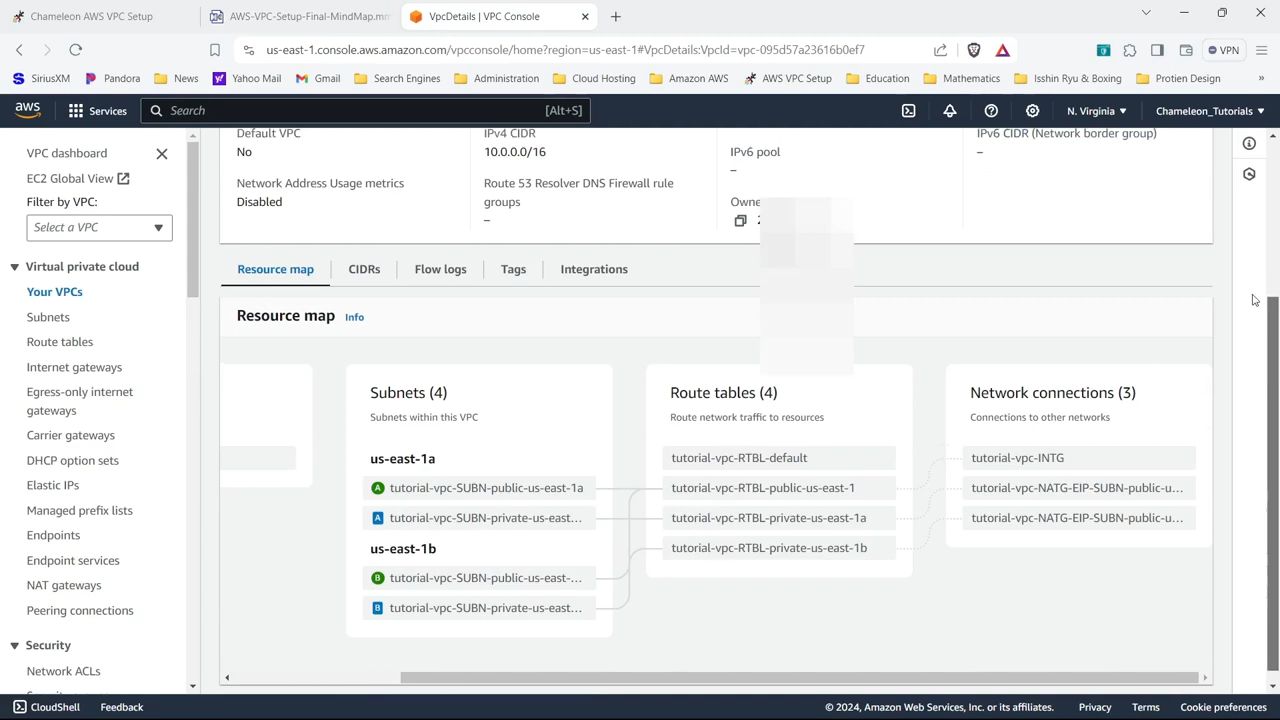 Chameleon AWS VPC Setup
AWS-VPC-Setup-Final-MindMap.mm
VpcDetails | VPC Console
us-east-1.console.aws.amazon.com/vpcconsole/home?region=us-east-1#VpcDetails:VpcId=vpc-095d57a23616b0ef7
VPN
SiriusXM
Pandora
News
Yahoo Mail
Gmail
Search Engines
Administration
Cloud Hosting
Amazon AWS
AWS VPC Setup
Education
Mathematics
Isshin Ryu & Boxing
Protien Design
»
aws
Services
Search
[Alt+S]
N. Virginia
Chameleon_Tutorials
VPC dashboard
EC2 Global View
Filter by VPC:
Select a VPC
Virtual private cloud
Your VPCs
Subnets
Route tables
Internet gateways
Egress-only internet
gateways
Carrier gateways
DHCP option sets
Elastic IPs
Managed prefix lists
Endpoints
Endpoint services
NAT gateways
Peering connections
Security
Network ACLs
Default VPC
No
IPv4 CIDR
10.0.0.0/16
IPv6 pool
–
IPv6 CIDR (Network border group)
–
Network Address Usage metrics
Disabled
Route 53 Resolver DNS Firewall rule
groups
–
Resource map
CIDRs
Flow logs
Tags
Integrations
Resource map
Info
Subnets (4)
Subnets within this VPC
us-east-1a
A tutorial-vpc-SUBN-public-us-east-1a
A tutorial-vpc-SUBN-private-us-east...
us-east-1b
B tutorial-vpc-SUBN-public-us-east-...
B tutorial-vpc-SUBN-private-us-east...
Route tables (4)
Route network traffic to resources
tutorial-vpc-RTBL-default
tutorial-vpc-RTBL-public-us-east-1
tutorial-vpc-RTBL-private-us-east-1a
tutorial-vpc-RTBL-private-us-east-1b
Network connections (3)
Connections to other networks
tutorial-vpc-INTG
tutorial-vpc-NATG-EIP-SUBN-public-u...
tutorial-vpc-NATG-EIP-SUBN-public-u...
CloudShell
Feedback
© 2024, Amazon Web Services, Inc. or its affiliates.
Privacy
Terms
Cookie preferences